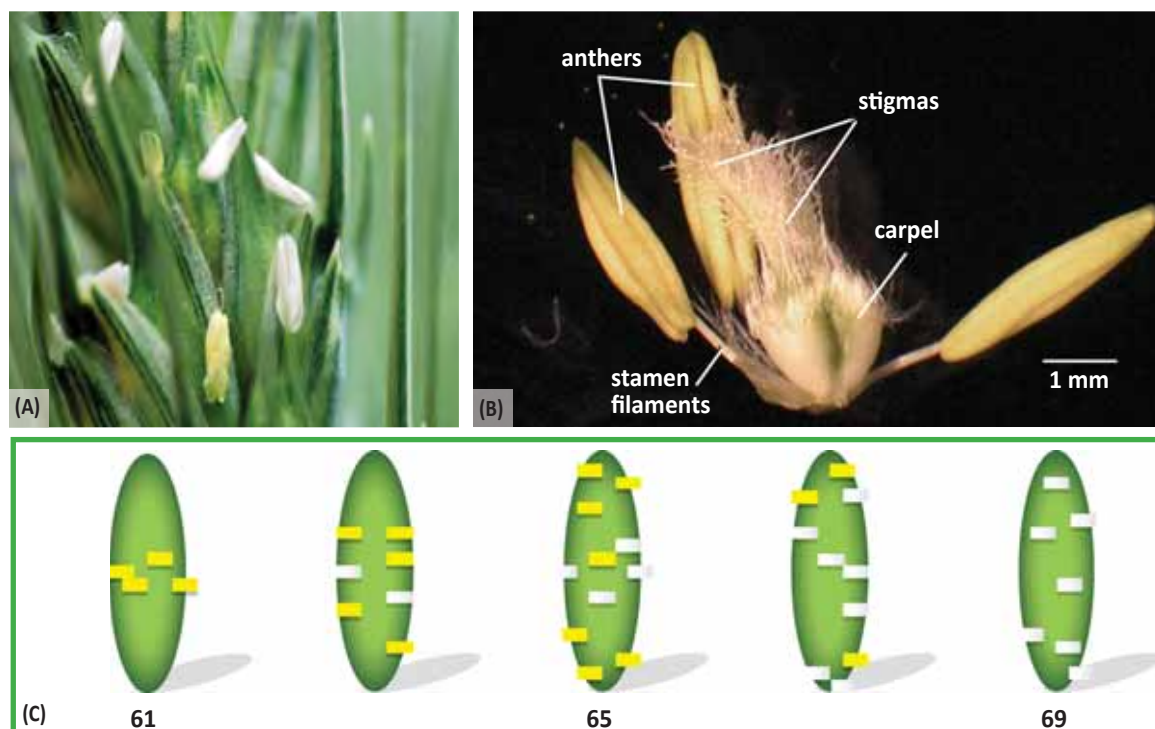 anthers
stigmas
carpel
stamen
filaments
1 mm
(A)
(B)
(C)
61
65
69